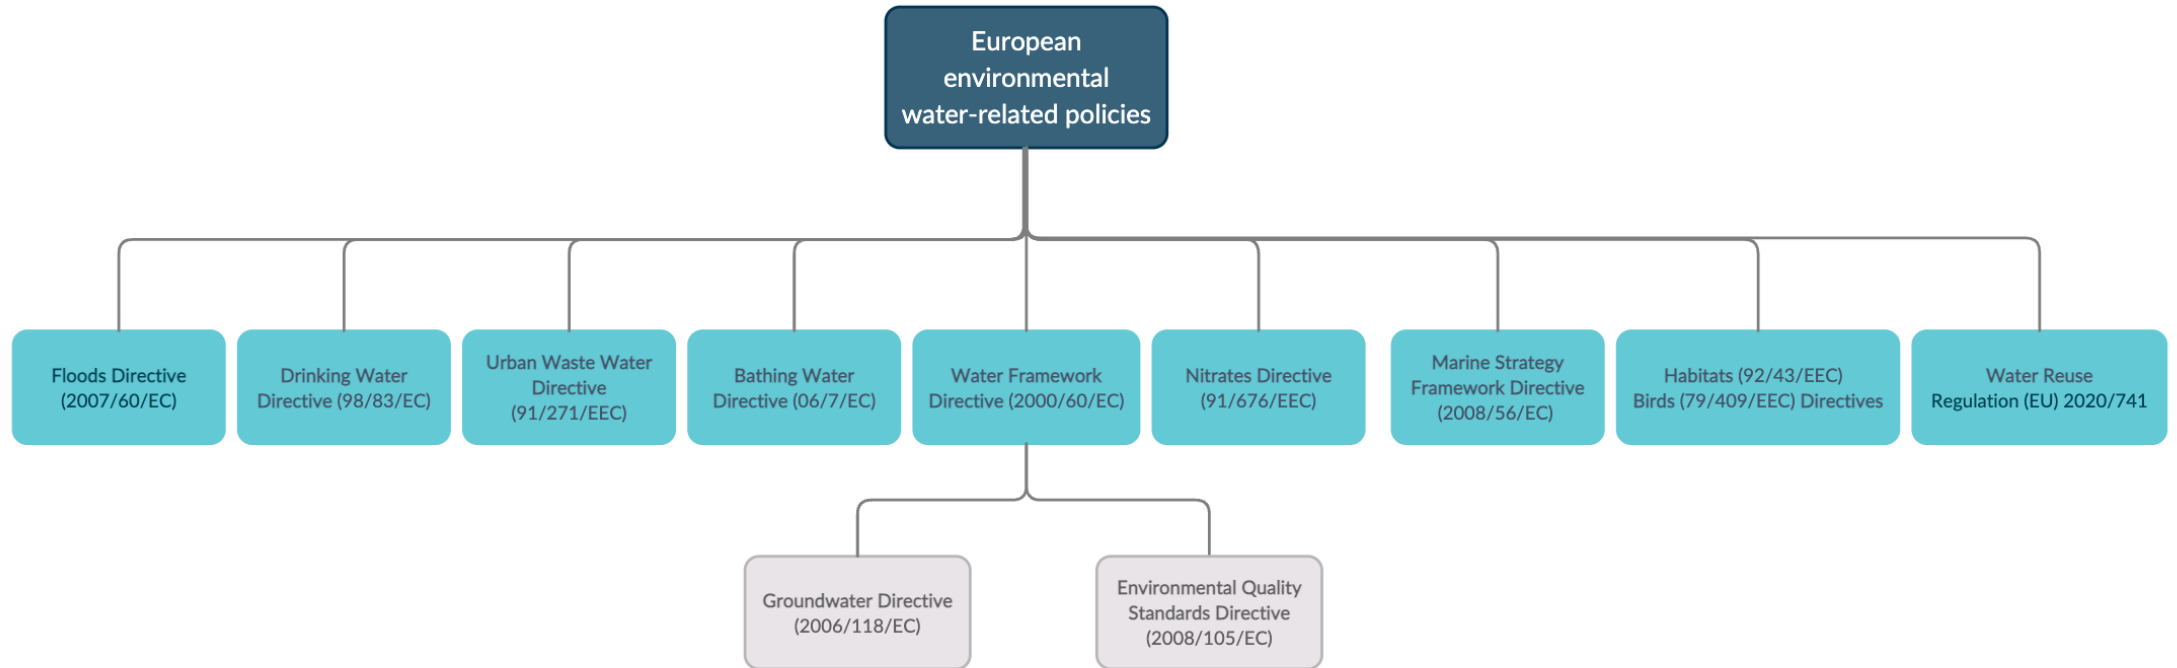 European
environmental
water-related policies
Floods Directive
(2007/60/EC)
Drinking Water
Directive (98/83/EC)
Urban Waste Water
Directive
(91/271/EEC)
Bathing Water
Directive (06/7/EC)
Water Framework
Directive (2000/60/EC)
Nitrates Directive
(91/676/EEC)
Marine Strategy
Framework Directive
(2008/56/EC)
Habitats (92/43/EEC)
Birds (79/409/EEC) Directives
Water Reuse
Regulation (EU) 2020/741
Groundwater Directive
(2006/118/EC)
Environmental Quality
Standards Directive
(2008/105/EC)